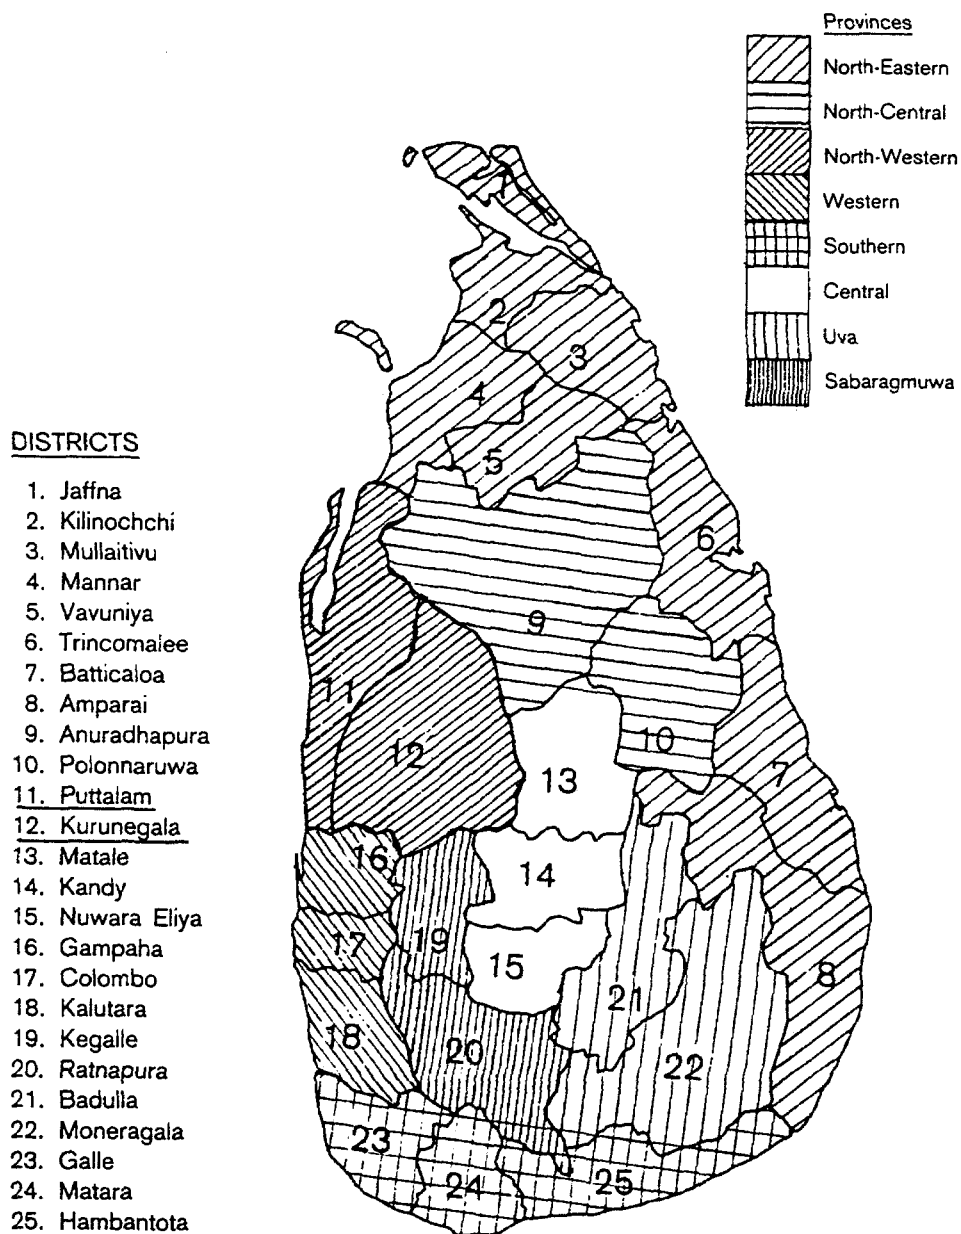 Provinces
North-Eastern
North-Central
North-Western
Western
Southern
Central
Uva
Sabaragmuwa
DISTRICTS
1. Jaffna
2. Kilinochchi
3. Mullaitivu
4. Mannar
5. Vavuniya
6. Trincomalee
7. Batticaloa
8. Amparai
9. Anuradhapura
10. Polonnaruwa
11. Puttalam
12. Kurunegala
13. Matale
14. Kandy
15. Nuwara Eliya
16. Gampaha
17. Colombo
18. Kalutara
19. Kegalle
20. Ratnapura
21. Badulla
22. Moneragala
23. Galle
24. Matara
25. Hambantota
1
2
3
4
5
6
9
11
10
12
13
7
16
14
17
19
15
8
21
18
20
22
23
24
25